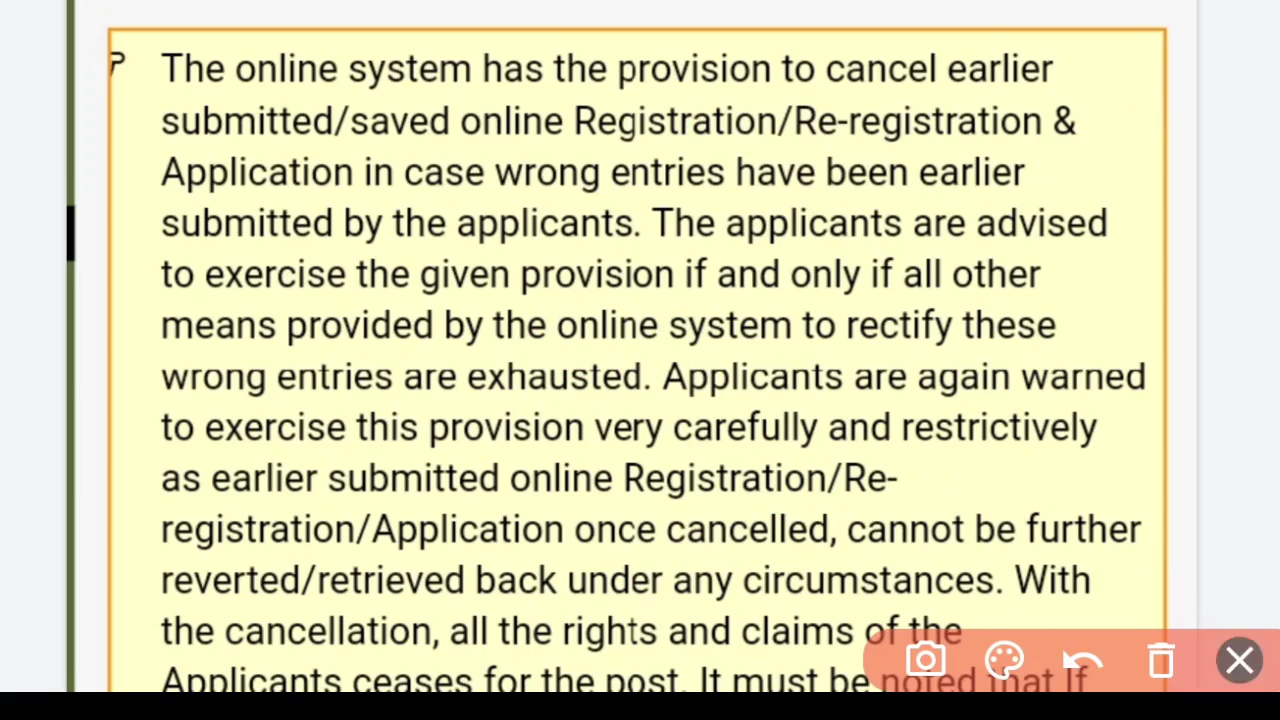 The online system has the provision to cancel earlier
submitted/saved online Registration/Re-registration &
Application in case wrong entries have been earlier
submitted by the applicants. The applicants are advised
to exercise the given provision if and only if all other
means provided by the online system to rectify these
wrong entries are exhausted. Applicants are again warned
to exercise this provision very carefully and restrictively
as earlier submitted online Registration/Re-
registration/Application once cancelled, cannot be further
reverted/retrieved back under any circumstances. With
the cancellation, all the rights and claims of the
Applicants ceases for the post. It must be noted that If